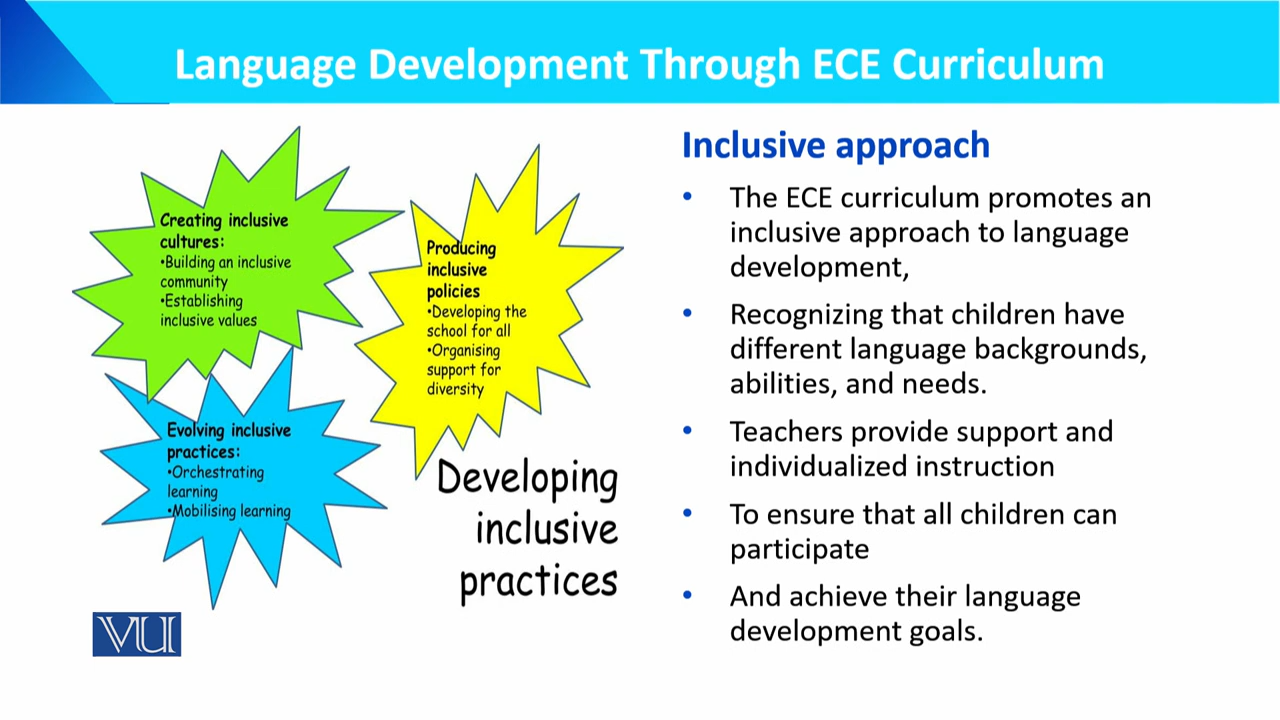 Language Development Through ECE Curriculum
Creating inclusive
cultures:
•Building an inclusive
community
•Establishing
inclusive values
Producing
inclusive
policies
•Developing the
school for all
•Organising
support for
diversity
Evolving inclusive
practices:
•Orchestrating
learning
•Mobilising learning
Developing
inclusive
practices
VU
Inclusive approach
• The ECE curriculum promotes an
inclusive approach to language
development,
• Recognizing that children have
different language backgrounds,
abilities, and needs.
• Teachers provide support and
individualized instruction
• To ensure that all children can
participate
• And achieve their language
development goals.